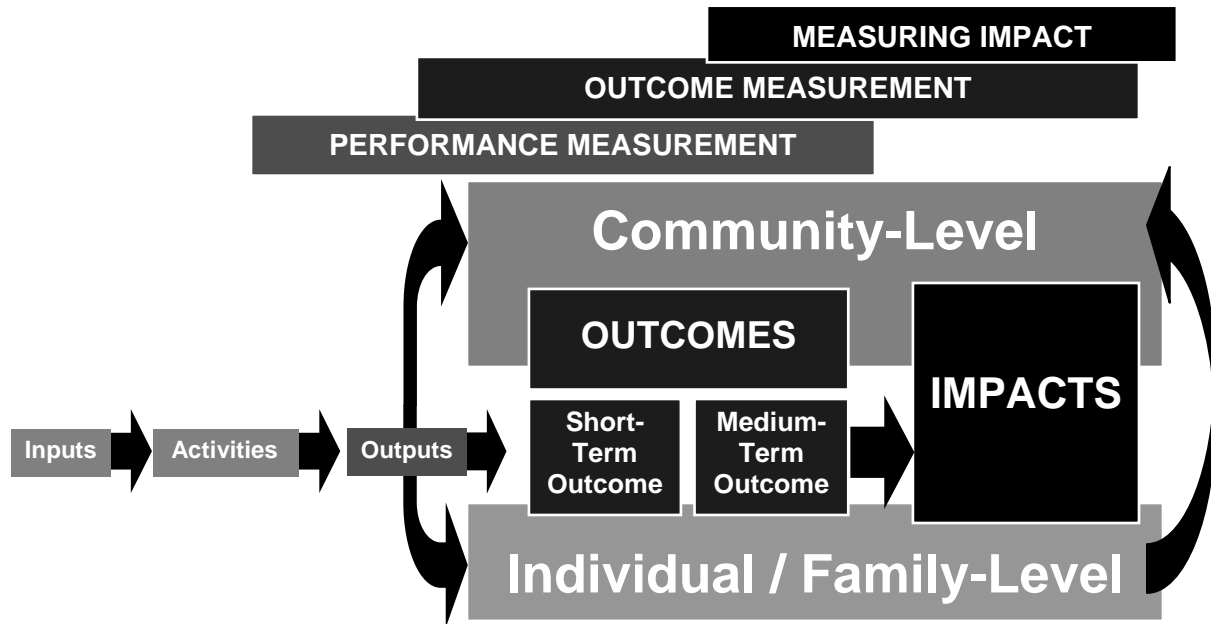 MEASURING IMPACT
OUTCOME MEASUREMENT
PERFORMANCE MEASUREMENT
Community-Level
OUTCOMES
IMPACTS
Inputs
Activities
Outputs
Short-
Term
Outcome
Medium-
Term
Outcome
Individual / Family-Level